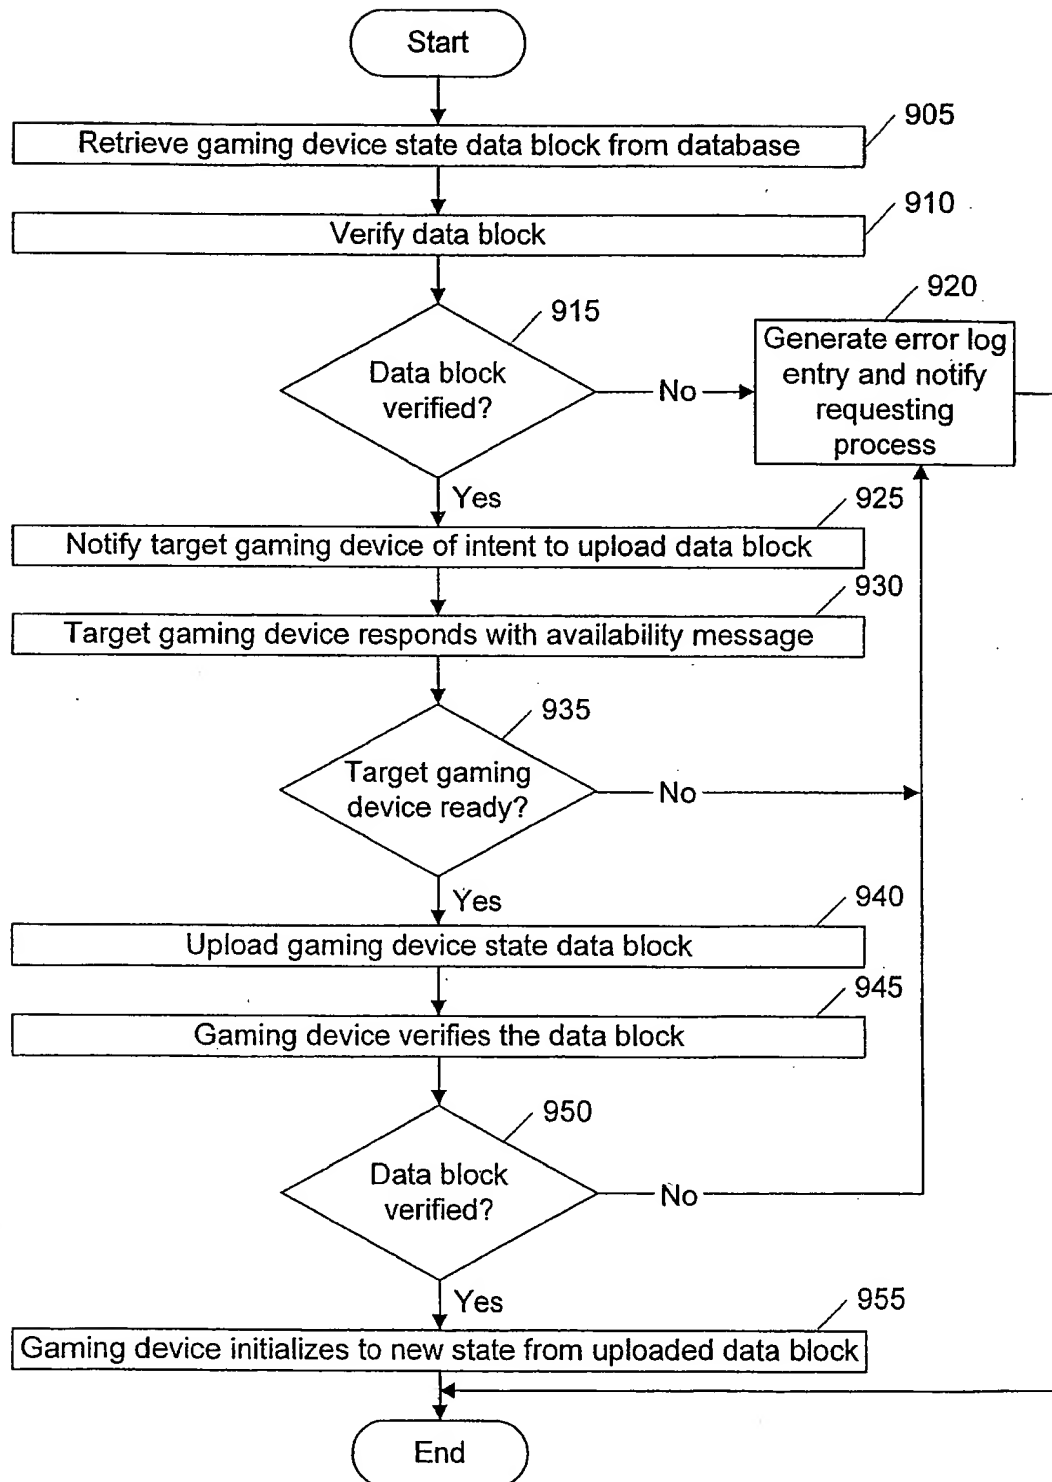 Start
905
Retrieve gaming device state data block from database
910
Verify data block
915
920
Data block
verified?
No
Generate error log
entry and notify
requesting
process
Yes
925
Notify target gaming device of intent to upload data block
930
Target gaming device responds with availability message
935
Target gaming
device ready?
No
Yes
940
Upload gaming device state data block
945
Gaming device verifies the data block
950
Data block
verified?
No
Yes
955
Gaming device initializes to new state from uploaded data block
End